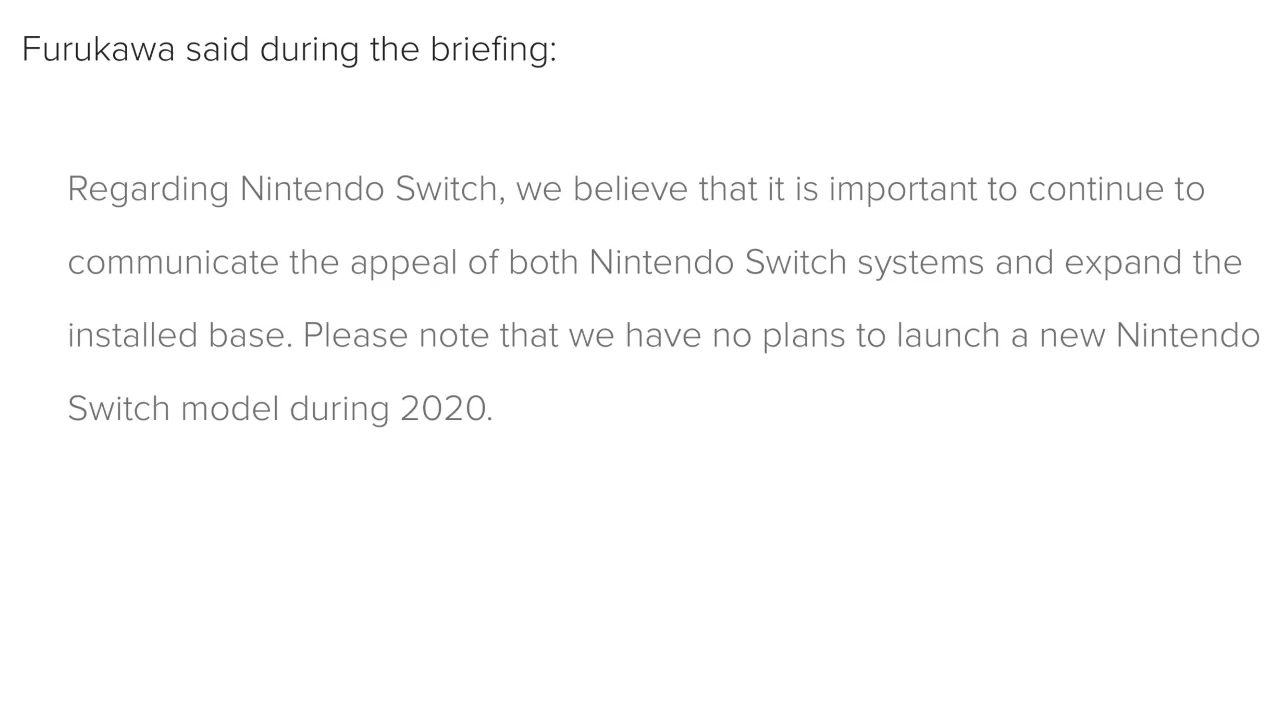 Furukawa said during the briefing:
Regarding Nintendo Switch, we believe that it is important to continue to
communicate the appeal of both Nintendo Switch systems and expand the
installed base. Please note that we have no plans to launch a new Nintendo
Switch model during 2020.